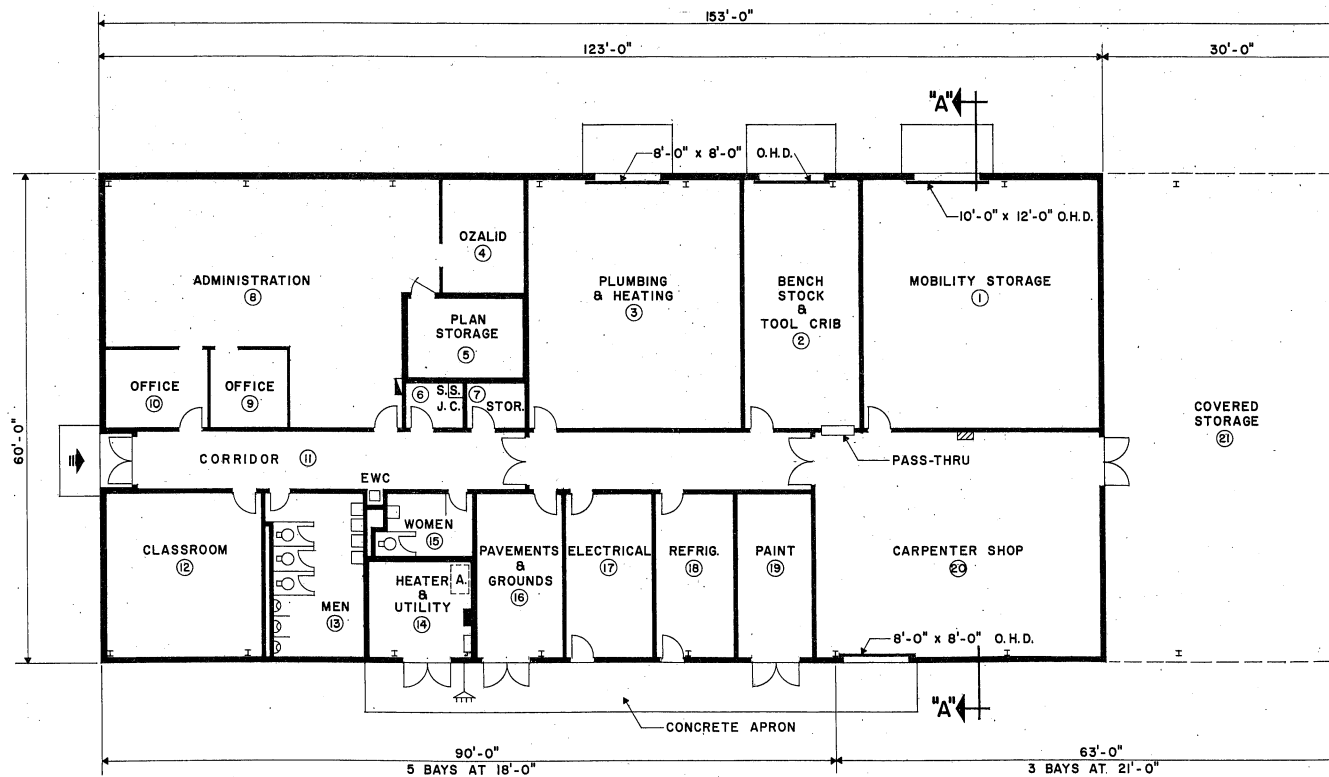 153'-0"
123'-0"
30'-0"
"A"
8'-0" x 8'-0" O.H.D.
10'-0" x 12'-0" O.H.D.
OZALID
4
ADMINISTRATION
8
PLUMBING
& HEATING
3
BENCH
STOCK
&
TOOL CRIB
2
MOBILITY STORAGE
1
PLAN
STORAGE
5
OFFICE
10
OFFICE
9
6
S.S.
J.C.
7
STOR.
COVERED
STORAGE
21
60'-0"
CORRIDOR 11
PASS-THRU
EWC
CLASSROOM
12
MEN
13
WOMEN
15
HEATER
&
UTILITY
14
A.
PAVEMENTS
&
GROUNDS
16
ELECTRICAL
17
REFRIG.
18
PAINT
19
CARPENTER SHOP
20
8'-0" x 8'-0" O.H.D.
"A"
CONCRETE APRON
90'-0"
5 BAYS AT 18'-0"
63'-0"
3 BAYS AT 21'-0"